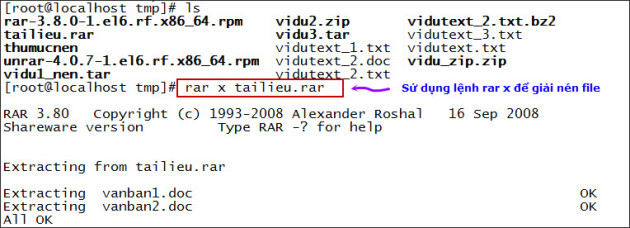 [root@localhost tmp]# ls
rar-3.8.0-1.el6.rf.x86_64.rpm vidu2.zip vidutext_2.txt.bz2
tailieu.rar vidu3.tar vidutext_3.txt
thumucnen vidutext_1.txt vidutext.txt
unrar-4.0.7-1.el6.rf.x86_64.rpm vidutext_2.doc vidu_zip.zip
vidu1_nen.tar vidutext_2.txt
[root@localhost tmp]# rar x tailieu.rar Sử dụng lệnh rar x để giải nén file
RAR 3.80 Copyright (c) 1993-2008 Alexander Roshal 16 Sep 2008
Shareware version Type RAR -? for help
Extracting from tailieu.rar
Extracting vanban1.doc OK
Extracting vanban2.doc OK
All OK